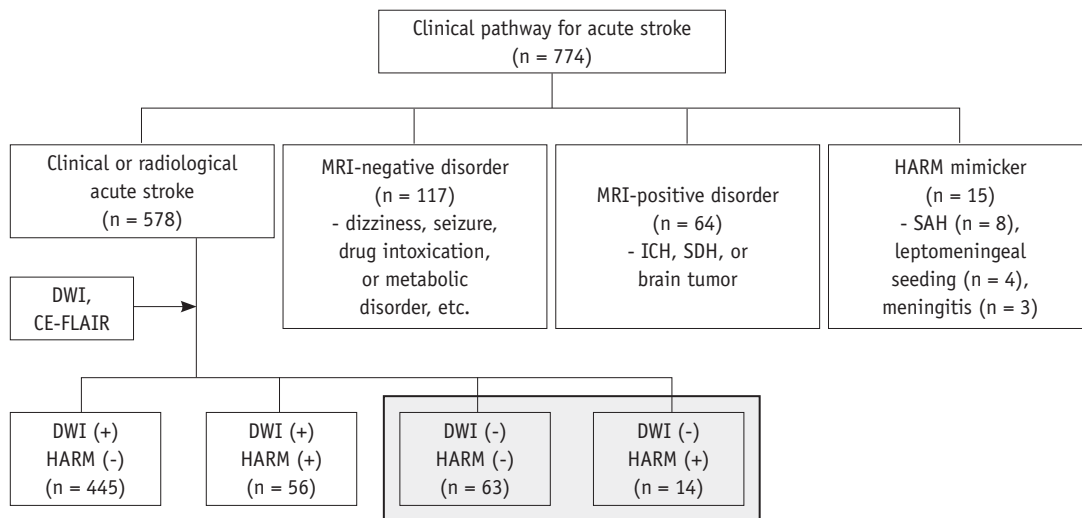 Clinical pathway for acute stroke
(n = 774)
Clinical or radiological
acute stroke
(n = 578)
MRI-negative disorder
(n = 117)
- dizziness, seizure,
drug intoxication,
or metabolic
disorder, etc.
MRI-positive disorder
(n = 64)
- ICH, SDH, or
brain tumor
HARM mimicker
(n = 15)
- SAH (n = 8),
leptomeningeal
seeding (n = 4),
meningitis (n = 3)
DWI,
CE-FLAIR
DWI (+)
HARM (-)
(n = 445)
DWI (+)
HARM (+)
(n = 56)
DWI (-)
HARM (-)
(n = 63)
DWI (-)
HARM (+)
(n = 14)